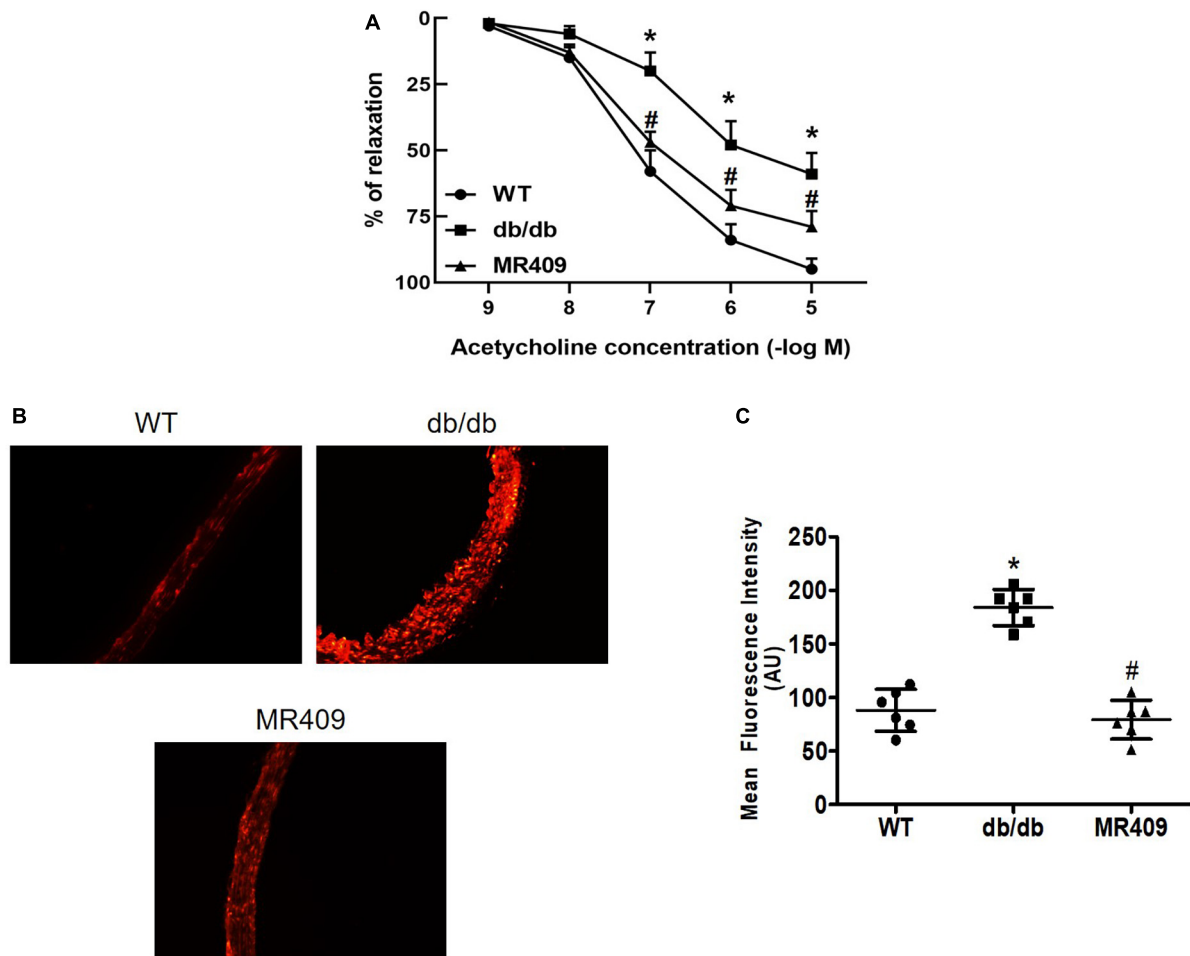 A
0
25
50
75
100
% of relaxation
* * *
# # #
WT
db/db
MR409
9 8 7 6 5
Acetycholine concentration (-log M)
B
WT
db/db
MR409
C
Mean Fluorescence Intensity
(AU)
250
200
150
100
50
0
*
#
WT db/db MR409